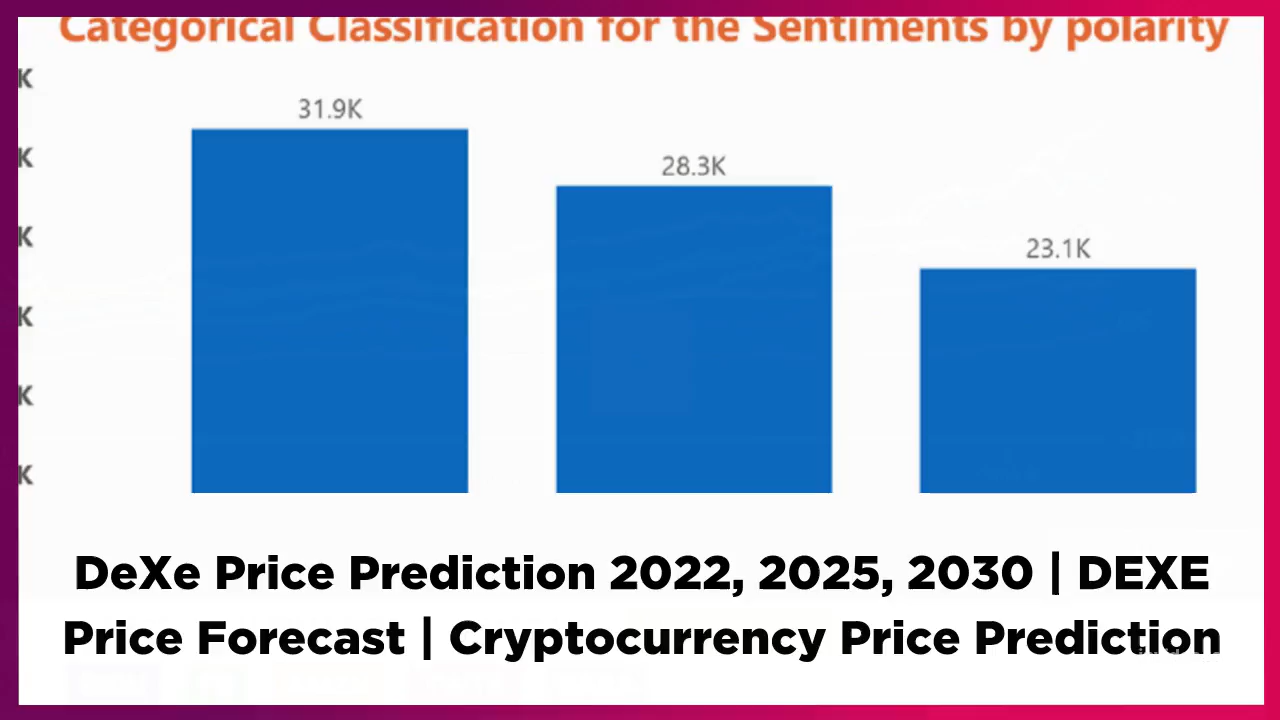 Categorical Classification for the Sentiments by polarity
K
31.9K
K
28.3K
K
23.1K
K
K
K
DeXe Price Prediction 2022, 2025, 2030 | DEXE
Price Forecast | Cryptocurrency Price Prediction